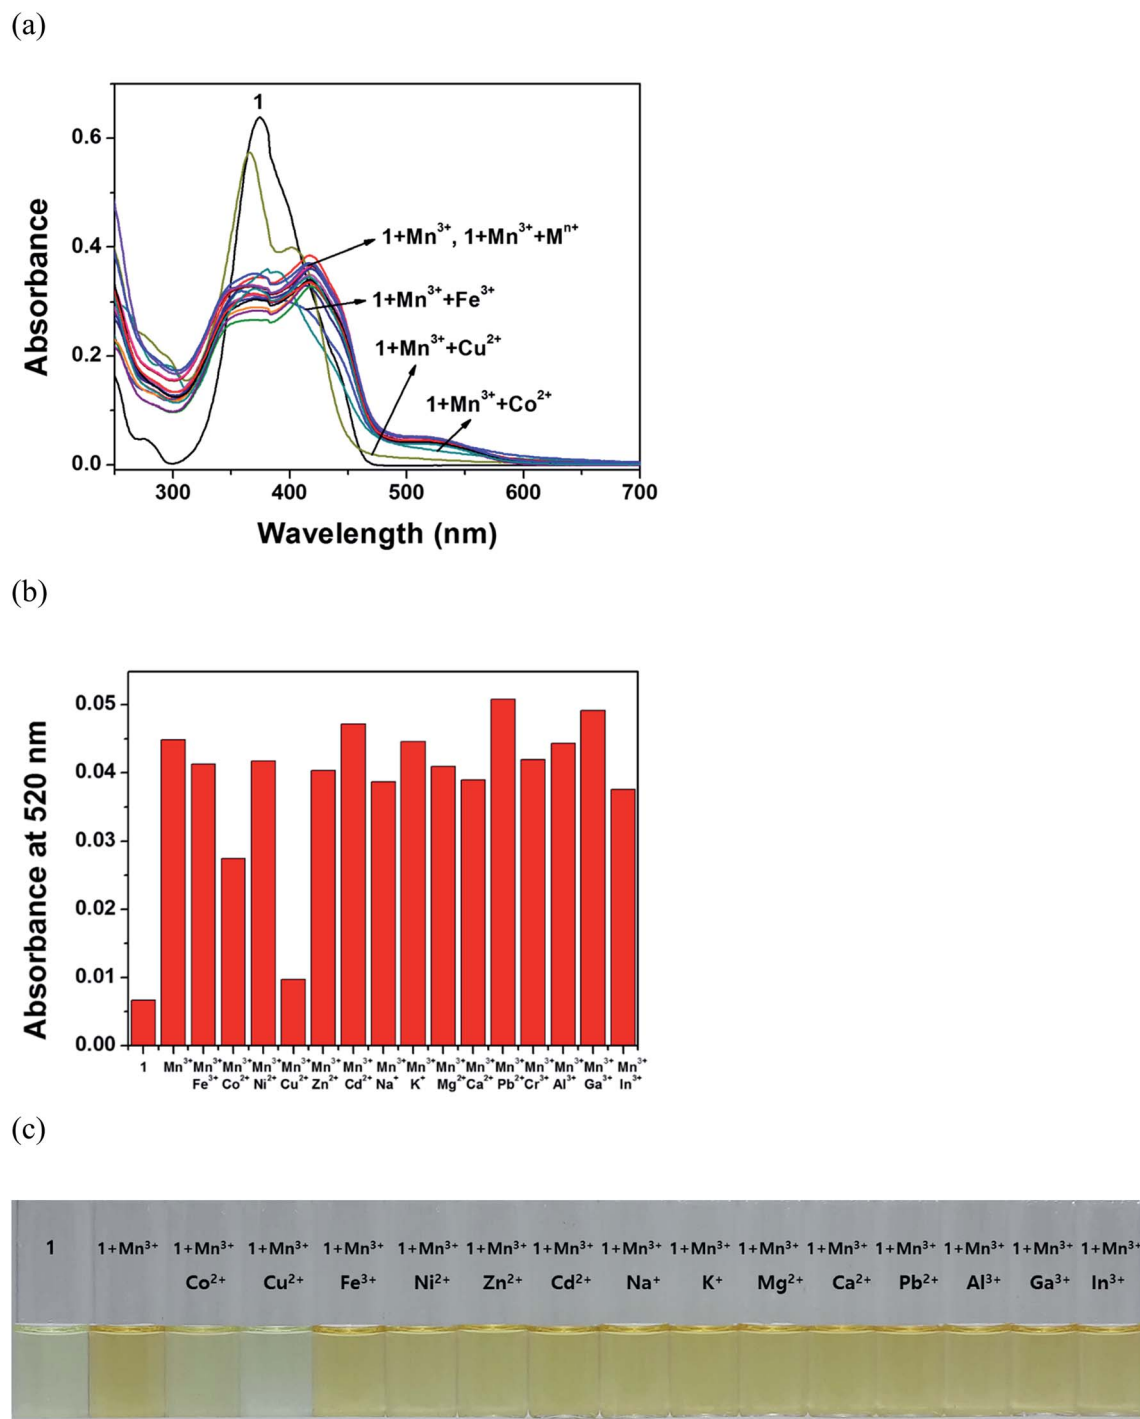 (a)
Absorbance
0.6
0.4
0.2
0.0
1
1+Mn³⁺, 1+Mn³⁺+Mⁿ⁺
1+Mn³⁺+Fe³⁺
1+Mn³⁺+Cu²⁺
1+Mn³⁺+Co²⁺
300 400 500 600 700
Wavelength (nm)
(b)
Absorbance at 520 nm
0.05
0.04
0.03
0.02
0.01
0.00
1 Mn³⁺ Mn³⁺ Mn³⁺ Mn³⁺ Mn³⁺ Mn³⁺ Mn³⁺ Mn³⁺ Mn³⁺ Mn³⁺ Mn³⁺ Mn³⁺ Mn³⁺ Mn³⁺ Mn³⁺ Mn³⁺
Fe³⁺ Co²⁺ Ni²⁺ Cu²⁺ Zn²⁺ Cd²⁺ Na⁺ K⁺ Mg²⁺ Ca²⁺ Pb²⁺ Cr³⁺ Al³⁺ Ga³⁺ In³⁺
(c)
1 1+Mn³⁺ 1+Mn³⁺ 1+Mn³⁺ 1+Mn³⁺ 1+Mn³⁺ 1+Mn³⁺ 1+Mn³⁺ 1+Mn³⁺ 1+Mn³⁺ 1+Mn³⁺ 1+Mn³⁺ 1+Mn³⁺ 1+Mn³⁺ 1+Mn³⁺ 1+Mn³⁺
Co²⁺ Cu²⁺ Fe³⁺ Ni²⁺ Zn²⁺ Cd²⁺ Na⁺ K⁺ Mg²⁺ Ca²⁺ Pb²⁺ Al³⁺ Ga³⁺ In³⁺